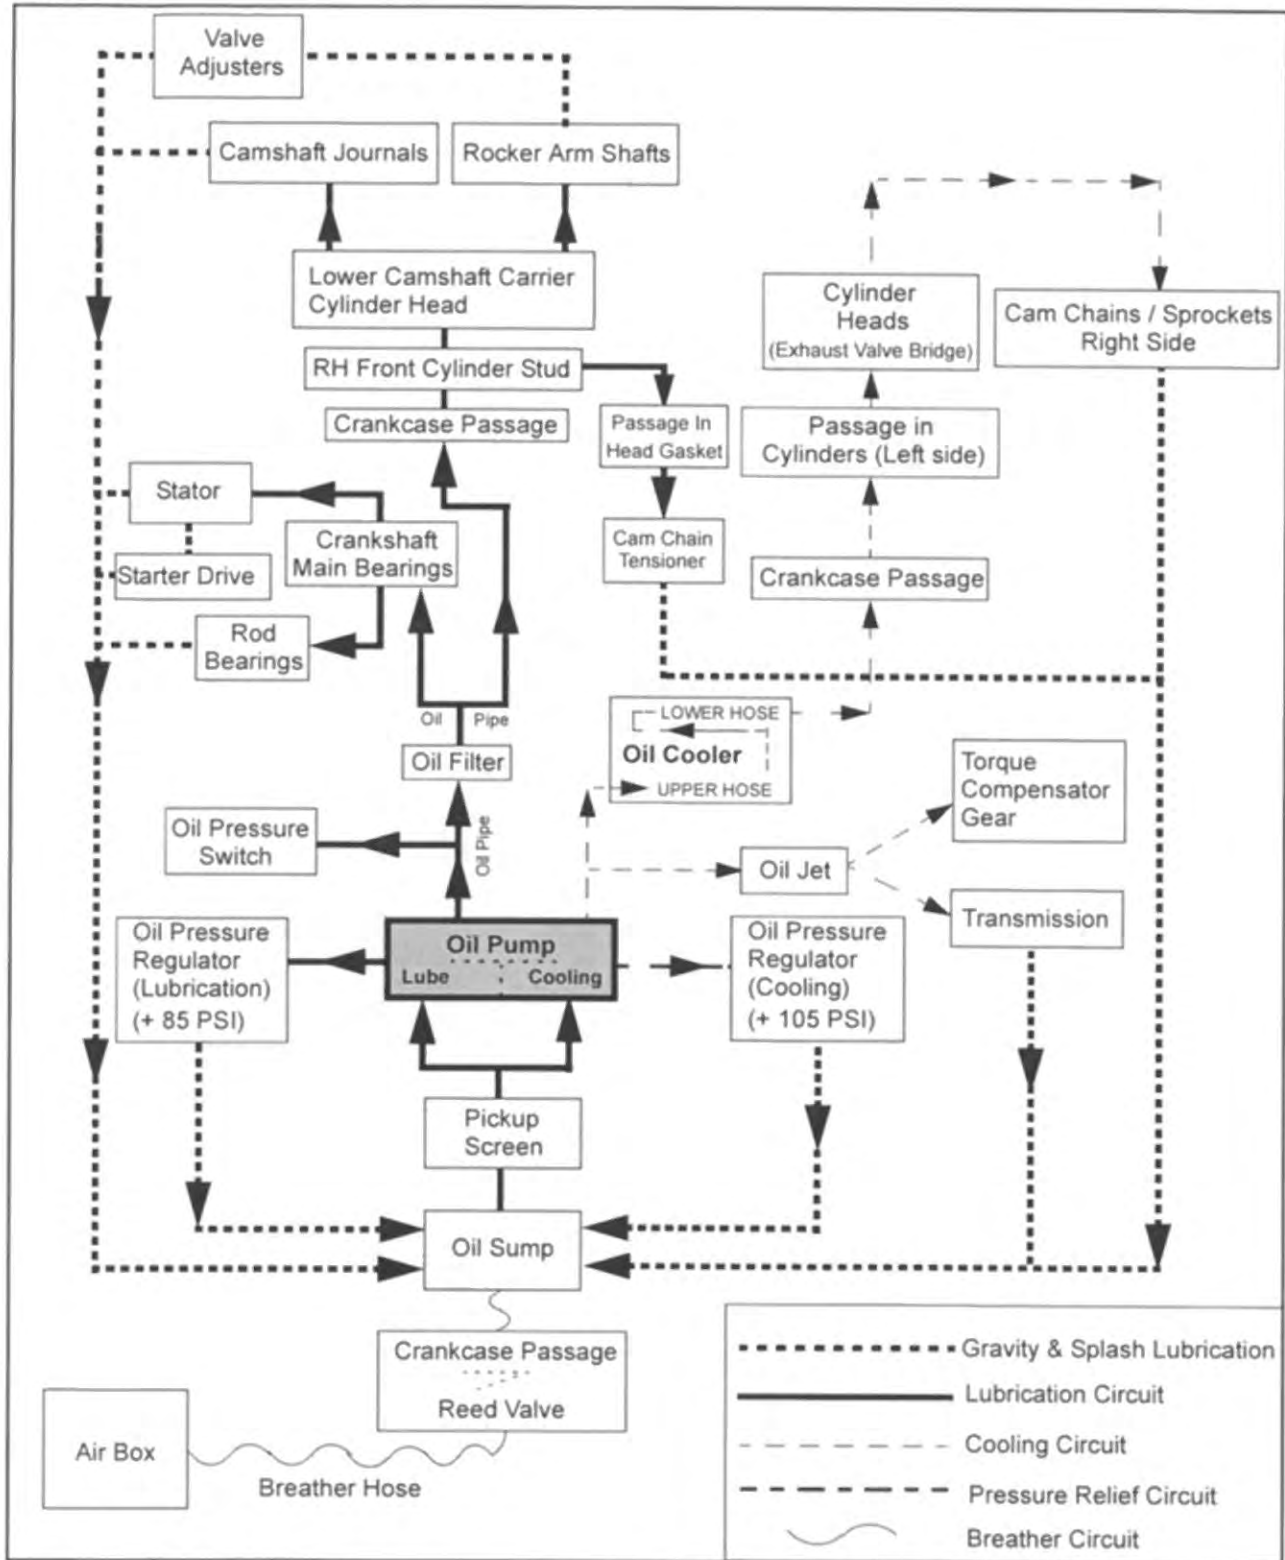 Valve
Adjusters
Camshaft Journals
Rocker Arm Shafts
Lower Camshaft Carrier
Cylinder Head
Cylinder
Heads
(Exhaust Valve Bridge)
Cam Chains / Sprockets
Right Side
RH Front Cylinder Stud
Crankcase Passage
Passage In
Head Gasket
Passage in
Cylinders (Left side)
Stator
Crankshaft
Main Bearings
Cam Chain
Tensioner
Starter Drive
Crankcase Passage
Rod
Bearings
Oil Pipe
LOWER HOSE
Oil Cooler
UPPER HOSE
Oil Filter
Torque
Compensator
Gear
Oil Pressure
Switch
Oil Pipe
Oil Jet
Transmission
Oil Pressure
Regulator
(Lubrication)
(+ 85 PSI)
Oil Pump
Lube Cooling
Oil Pressure
Regulator
(Cooling)
(+ 105 PSI)
Pickup
Screen
Oil Sump
Crankcase Passage
Reed Valve
Air Box
Breather Hose
Gravity & Splash Lubrication
Lubrication Circuit
Cooling Circuit
Pressure Relief Circuit
Breather Circuit